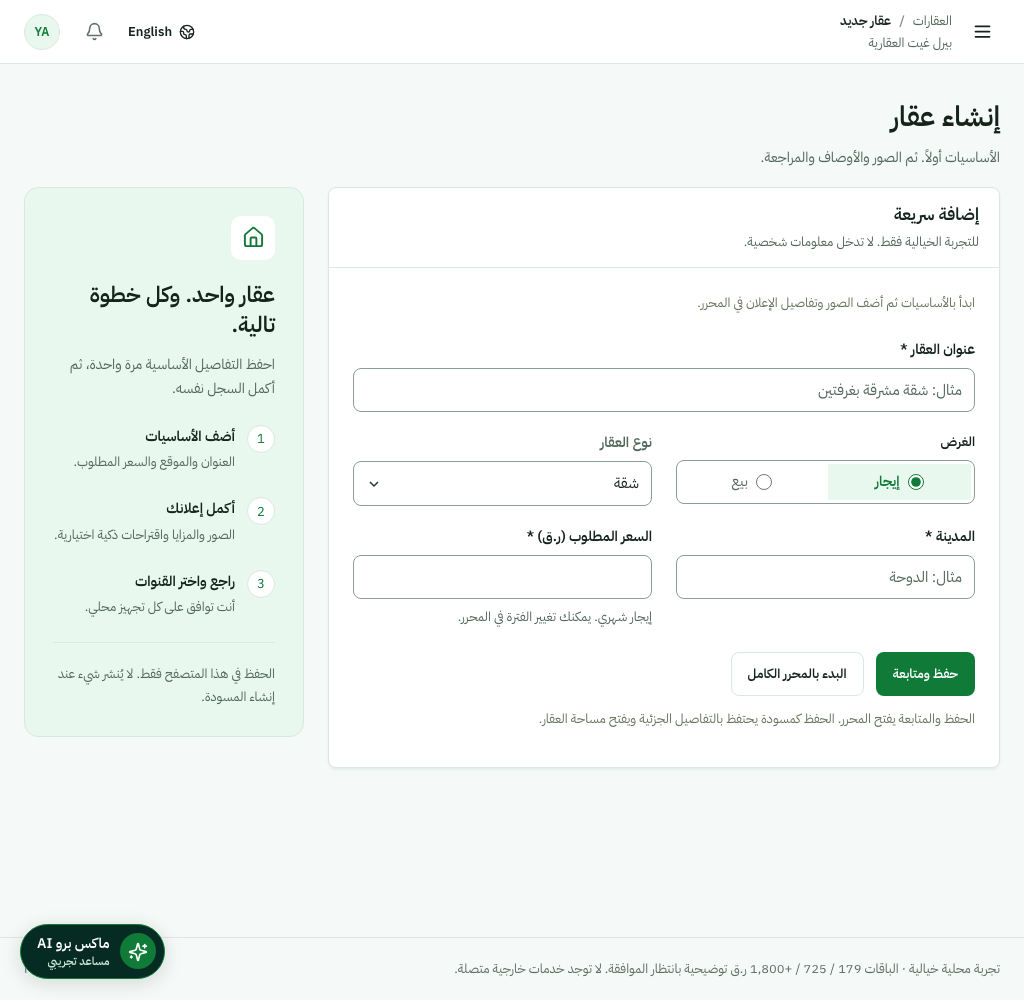 العقارات / عقار جديد
بيرل غيت العقارية
English
YA
إنشاء عقار
الأساسيات أولاً. ثم الصور والأوصاف والمراجعة.
إضافة سريعة
للتجربة الخيالية فقط. لا تدخل معلومات شخصية.
ابدأ بالأساسيات ثم أضف الصور وتفاصيل الإعلان في المحرر.
عنوان العقار *
مثال: شقة مشرقة بغرفتين
الغرض
إيجار
بيع
نوع العقار
شقة
المدينة *
مثال: الدوحة
السعر المطلوب (ر.ق) *
إيجار شهري. يمكنك تغيير الفترة في المحرر.
حفظ ومتابعة
البدء بالمحرر الكامل
الحفظ والمتابعة يفتح المحرر. الحفظ كمسودة يحتفظ بالتفاصيل الجزئية ويفتح مساحة العقار.
عقار واحد. وكل خطوة
تالية.
احفظ التفاصيل الأساسية مرة واحدة، ثم
أكمل السجل نفسه.
1
أضف الأساسيات
العنوان والموقع والسعر المطلوب.
2
أكمل إعلانك
الصور والمزايا واقتراحات ذكية اختيارية.
3
راجع واختر القنوات
أنت توافق على كل تجهيز محلي.
الحفظ في هذا المتصفح فقط. لا يُنشر شيء عند
إنشاء المسودة.
تجربة محلية خيالية · الباقات 179 / 725 / +1,800 ر.ق توضيحية بانتظار الموافقة. لا توجد خدمات خارجية متصلة.
ماكس برو AI
مساعد تجريبي